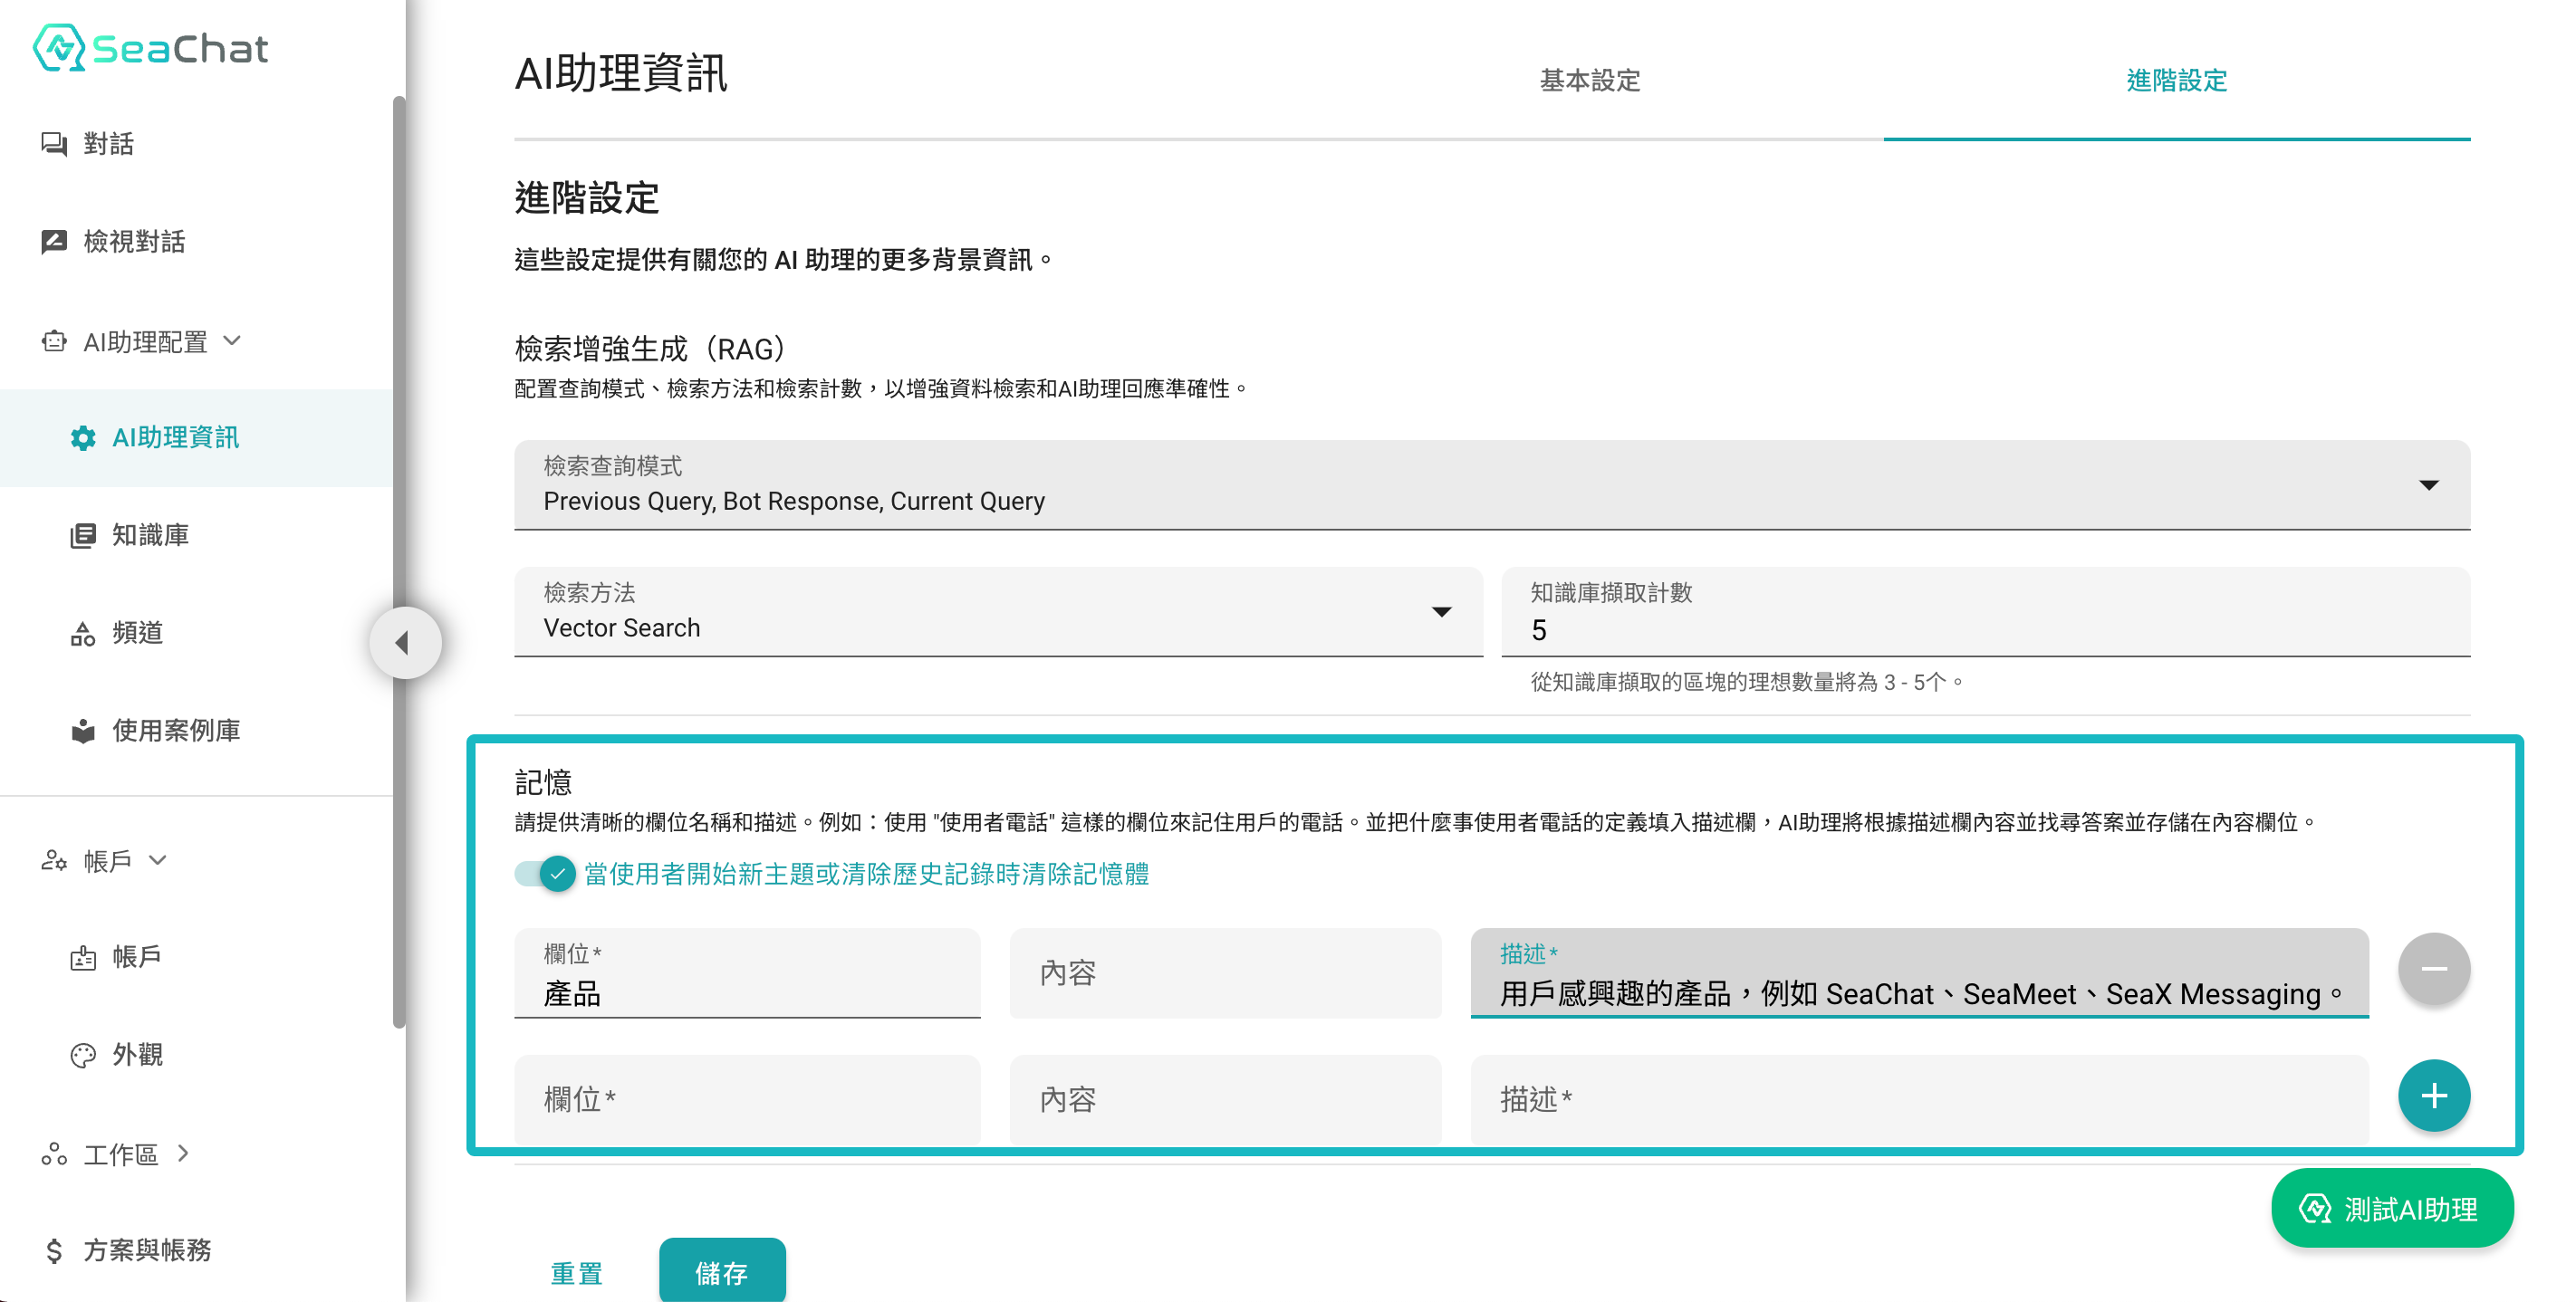 SeaChat
對話
檢視對話
AI助理配置
AI助理資訊
知識庫
頻道
使用案例庫
帳戶
帳戶
外觀
工作區
方案與帳務
AI助理資訊
基本設定
進階設定
進階設定
這些設定提供有關您的 AI 助理的更多背景資訊。
檢索增強生成（RAG）
配置查詢模式、檢索方法和檢索計數，以增強資料檢索和AI助理回應準確性。
檢索查詢模式
Previous Query, Bot Response, Current Query
檢索方法
Vector Search
知識庫擷取計數
5
從知識庫擷取的區塊的理想數量將為 3 - 5个。
記憶
請提供清晰的欄位名稱和描述。例如：使用 "使用者電話" 這樣的欄位來記住用戶的電話。並把什麼事使用者電話的定義填入描述欄，AI助理將根據描述欄內容並找尋答案並存儲在內容欄位。
當使用者開始新主題或清除歷史記錄時清除記憶體
欄位*
產品
內容
描述*
用戶感興趣的產品，例如 SeaChat、SeaMeet、SeaX Messaging。
欄位*
內容
描述*
測試AI助理
重置
儲存